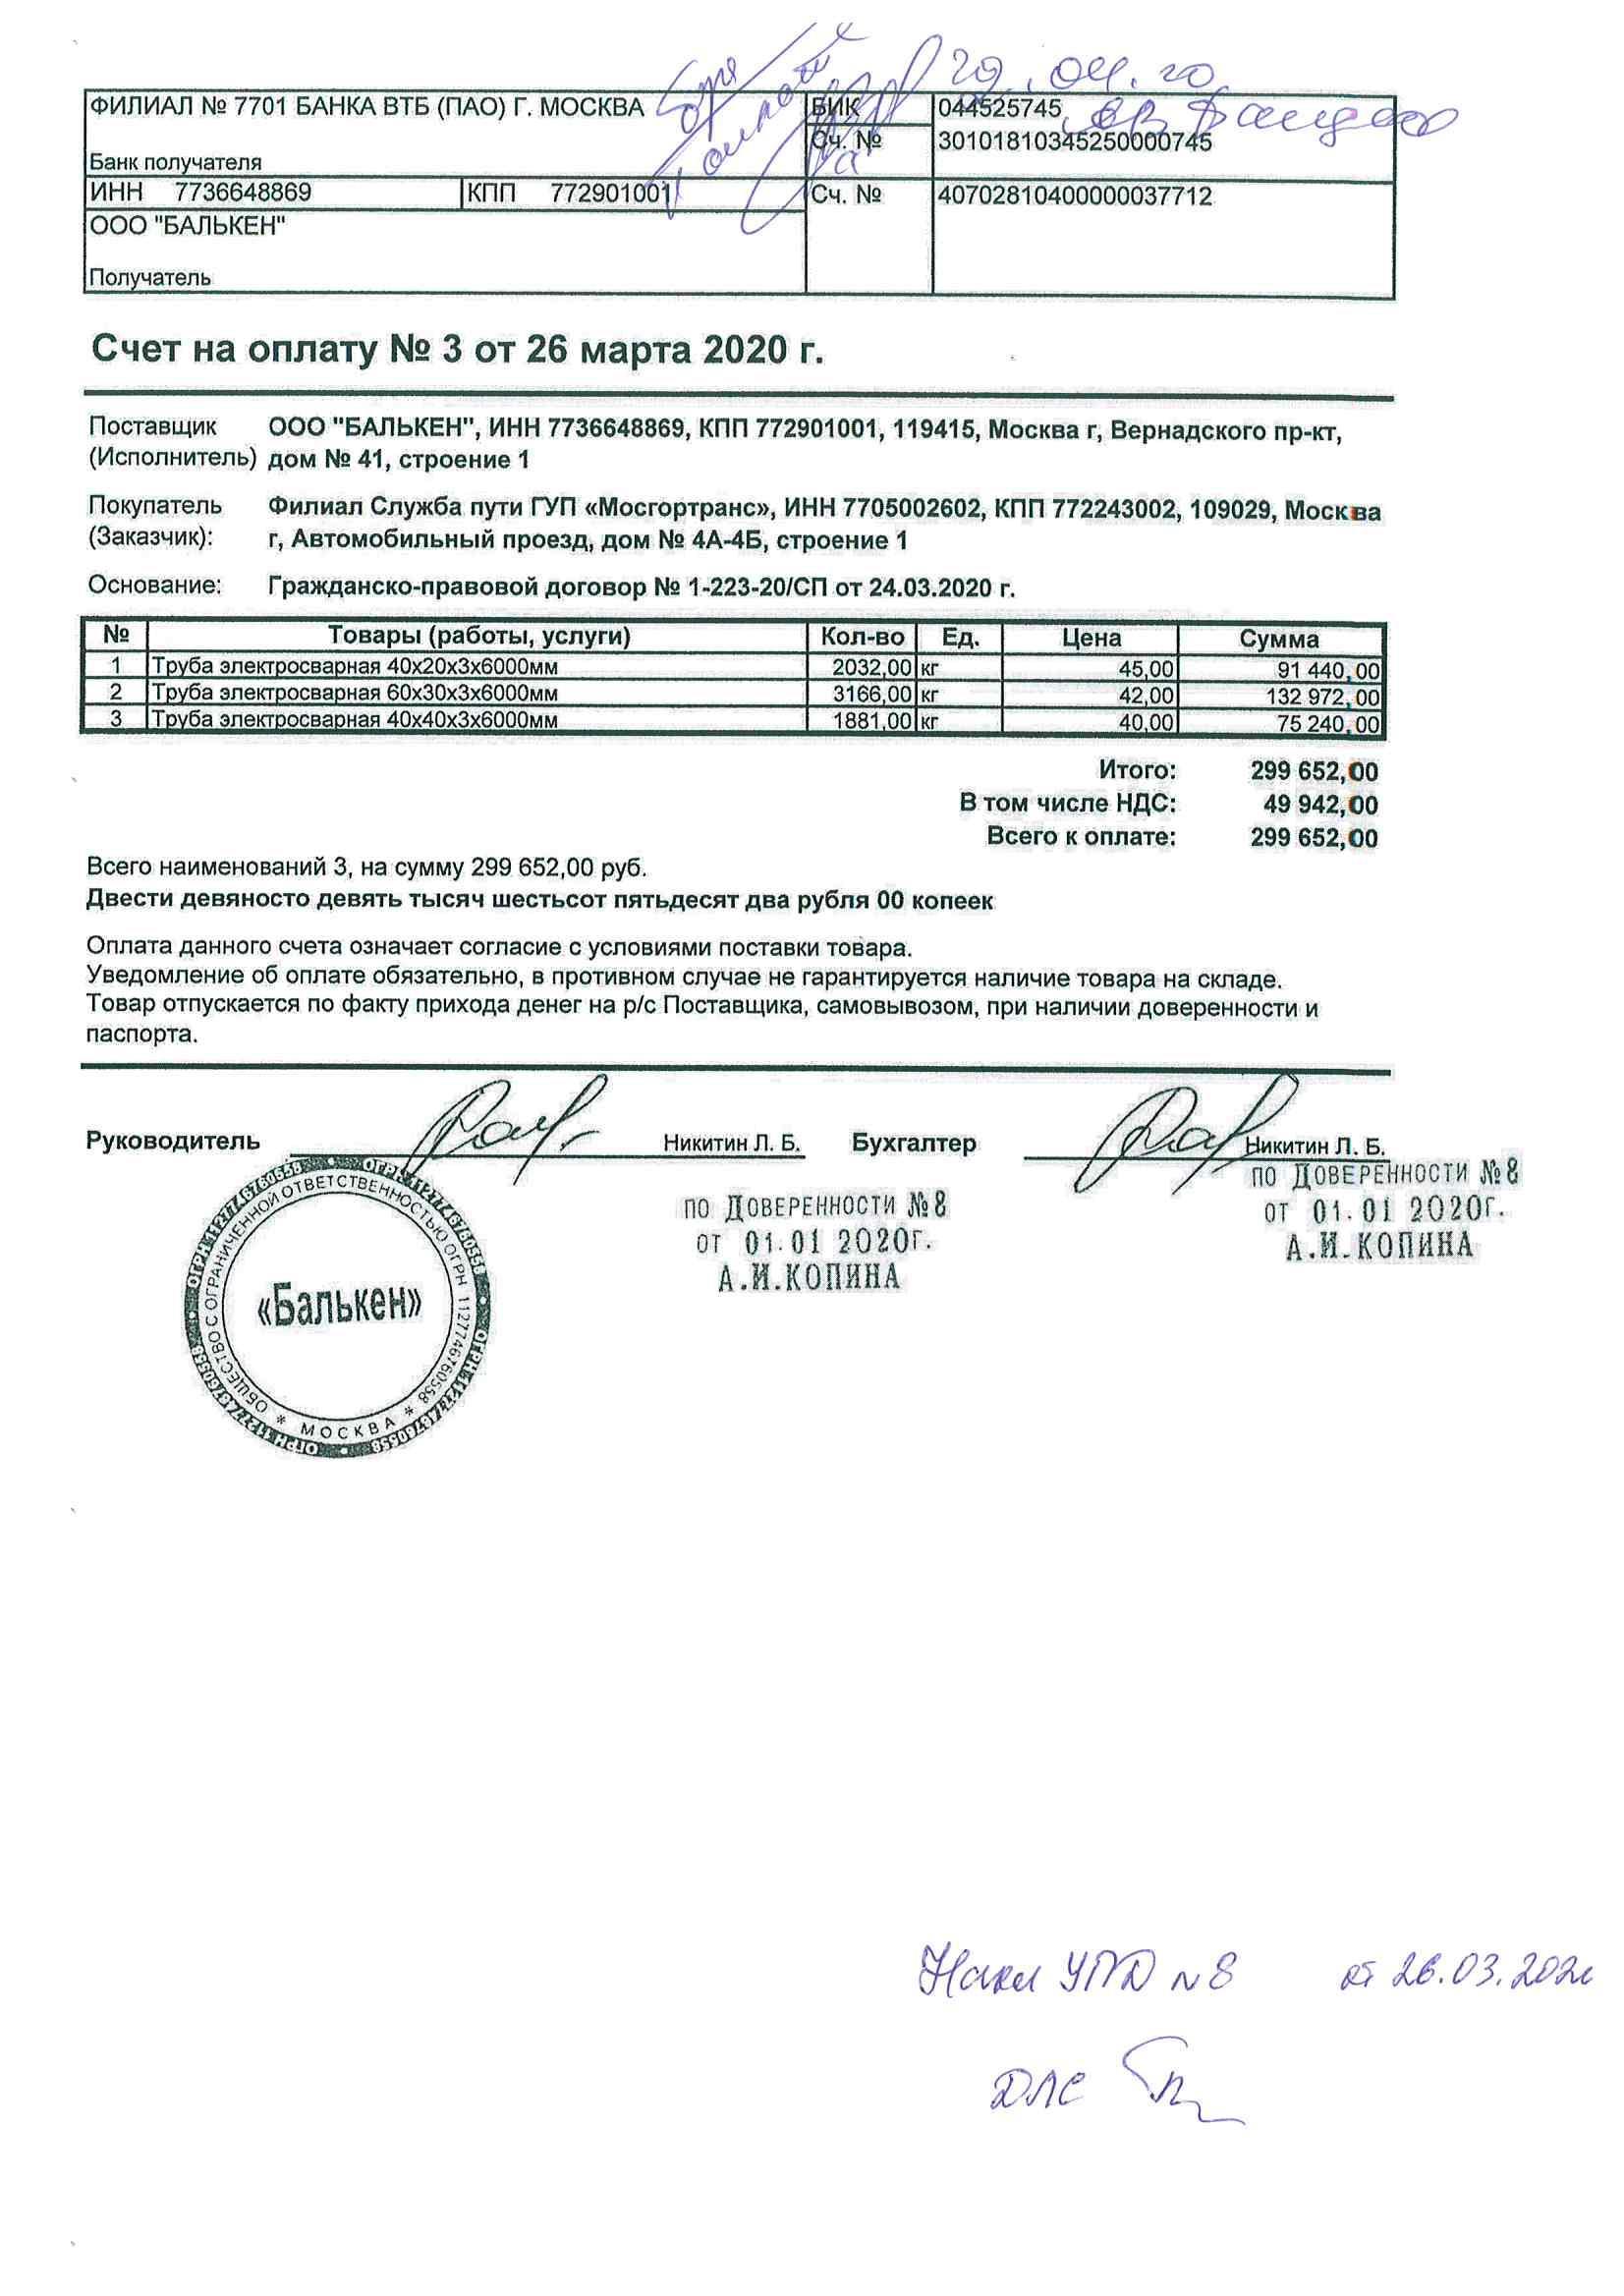 29.04.20
ФИЛИАЛ № 7701 БАНКА ВТБ (ПАО) Г. МОСКВА
БИК 044525745
Сч. № 30101810345250000745
Банк получателя
ИНН 7736648869 КПП 772901001 Сч. № 40702810400000037712
ООО "БАЛЬКЕН"
Получатель
Счет на оплату № 3 от 26 марта 2020 г.
Поставщик ООО "БАЛЬКЕН", ИНН 7736648869, КПП 772901001, 119415, Москва г, Вернадского пр-кт,
(Исполнитель) дом № 41, строение 1
Покупатель Филиал Служба пути ГУП «Мосгортранс», ИНН 7705002602, КПП 772243002, 109029, Москва
(Заказчик): г, Автомобильный проезд, дом № 4А-4Б, строение 1
Основание: Гражданско-правовой договор № 1-223-20/СП от 24.03.2020 г.
№ Товары (работы, услуги) Кол-во Ед. Цена Сумма
1 Труба электросварная 40х20х3х6000мм 2032,00 кг 45,00 91 440,00
2 Труба электросварная 60х30х3х6000мм 3166,00 кг 42,00 132 972,00
3 Труба электросварная 40х40х3х6000мм 1881,00 кг 40,00 75 240,00
Итого: 299 652,00
В том числе НДС: 49 942,00
Всего к оплате: 299 652,00
Всего наименований 3, на сумму 299 652,00 руб.
Двести девяносто девять тысяч шестьсот пятьдесят два рубля 00 копеек
Оплата данного счета означает согласие с условиями поставки товара.
Уведомление об оплате обязательно, в противном случае не гарантируется наличие товара на складе.
Товар отпускается по факту прихода денег на р/с Поставщика, самовывозом, при наличии доверенности и
паспорта.
Руководитель Никитин Л. Б. Бухгалтер Никитин Л. Б.
ПО ДОВЕРЕННОСТИ №8
ОТ 01.01 2020Г.
А.И.КОПИНА
ПО ДОВЕРЕННОСТИ №8
ОТ 01.01 2020Г.
А.И.КОПИНА
ОГРН 1127746760558 • ОГРН 1127746760558 • ОГРН 1127746760558 • ОГРН 1127746760558
ОБЩЕСТВО С ОГРАНИЧЕННОЙ ОТВЕТСТВЕННОСТЬЮ ОГРН 1127746760558
* МОСКВА *
«Балькен»
УПД №8 от 26.03.202